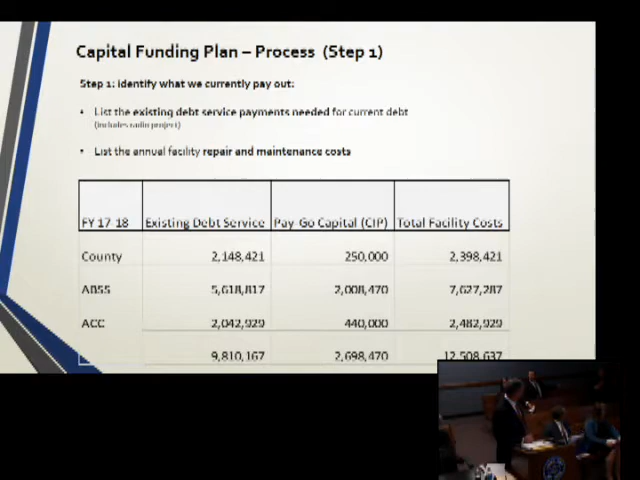 Capital Funding Plan – Process (Step 1)
Step 1: identify what we currently pay out:
• List the existing debt service payments needed for current debt
(includes radio project)
• List the annual facility repair and maintenance costs
FY 17-18 Existing Debt Service Pay-Go Capital (CIP) Total Facility Costs
County 2,148,421 250,000 2,398,421
ABSS 5,618,817 2,008,470 7,627,287
ACC 2,042,929 440,000 2,482,929
9,810,167 2,698,470 12,508,637